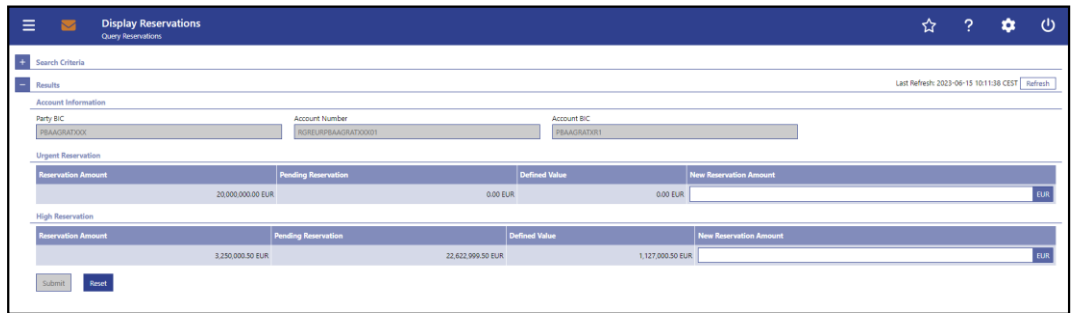 Display Reservations
Query Reservations
Search Criteria
Results
Last Refresh: 2023-06-15 10:11:38 CEST Refresh
Account Information
Party BIC Account Number Account BIC
PBAAGRATXXX RGREURPBAAGRATXXX01 PBAAGRATXR1
Urgent Reservation
Reservation Amount Pending Reservation Defined Value New Reservation Amount
20,000,000.00 EUR 0.00 EUR 0.00 EUR EUR
High Reservation
Reservation Amount Pending Reservation Defined Value New Reservation Amount
3,250,000.50 EUR 22,622,999.50 EUR 1,127,000.50 EUR EUR
Submit Reset